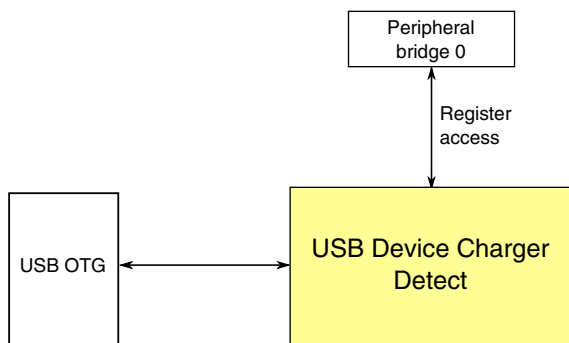 Peripheral
bridge 0
Register
access
USB OTG
USB Device Charger
Detect